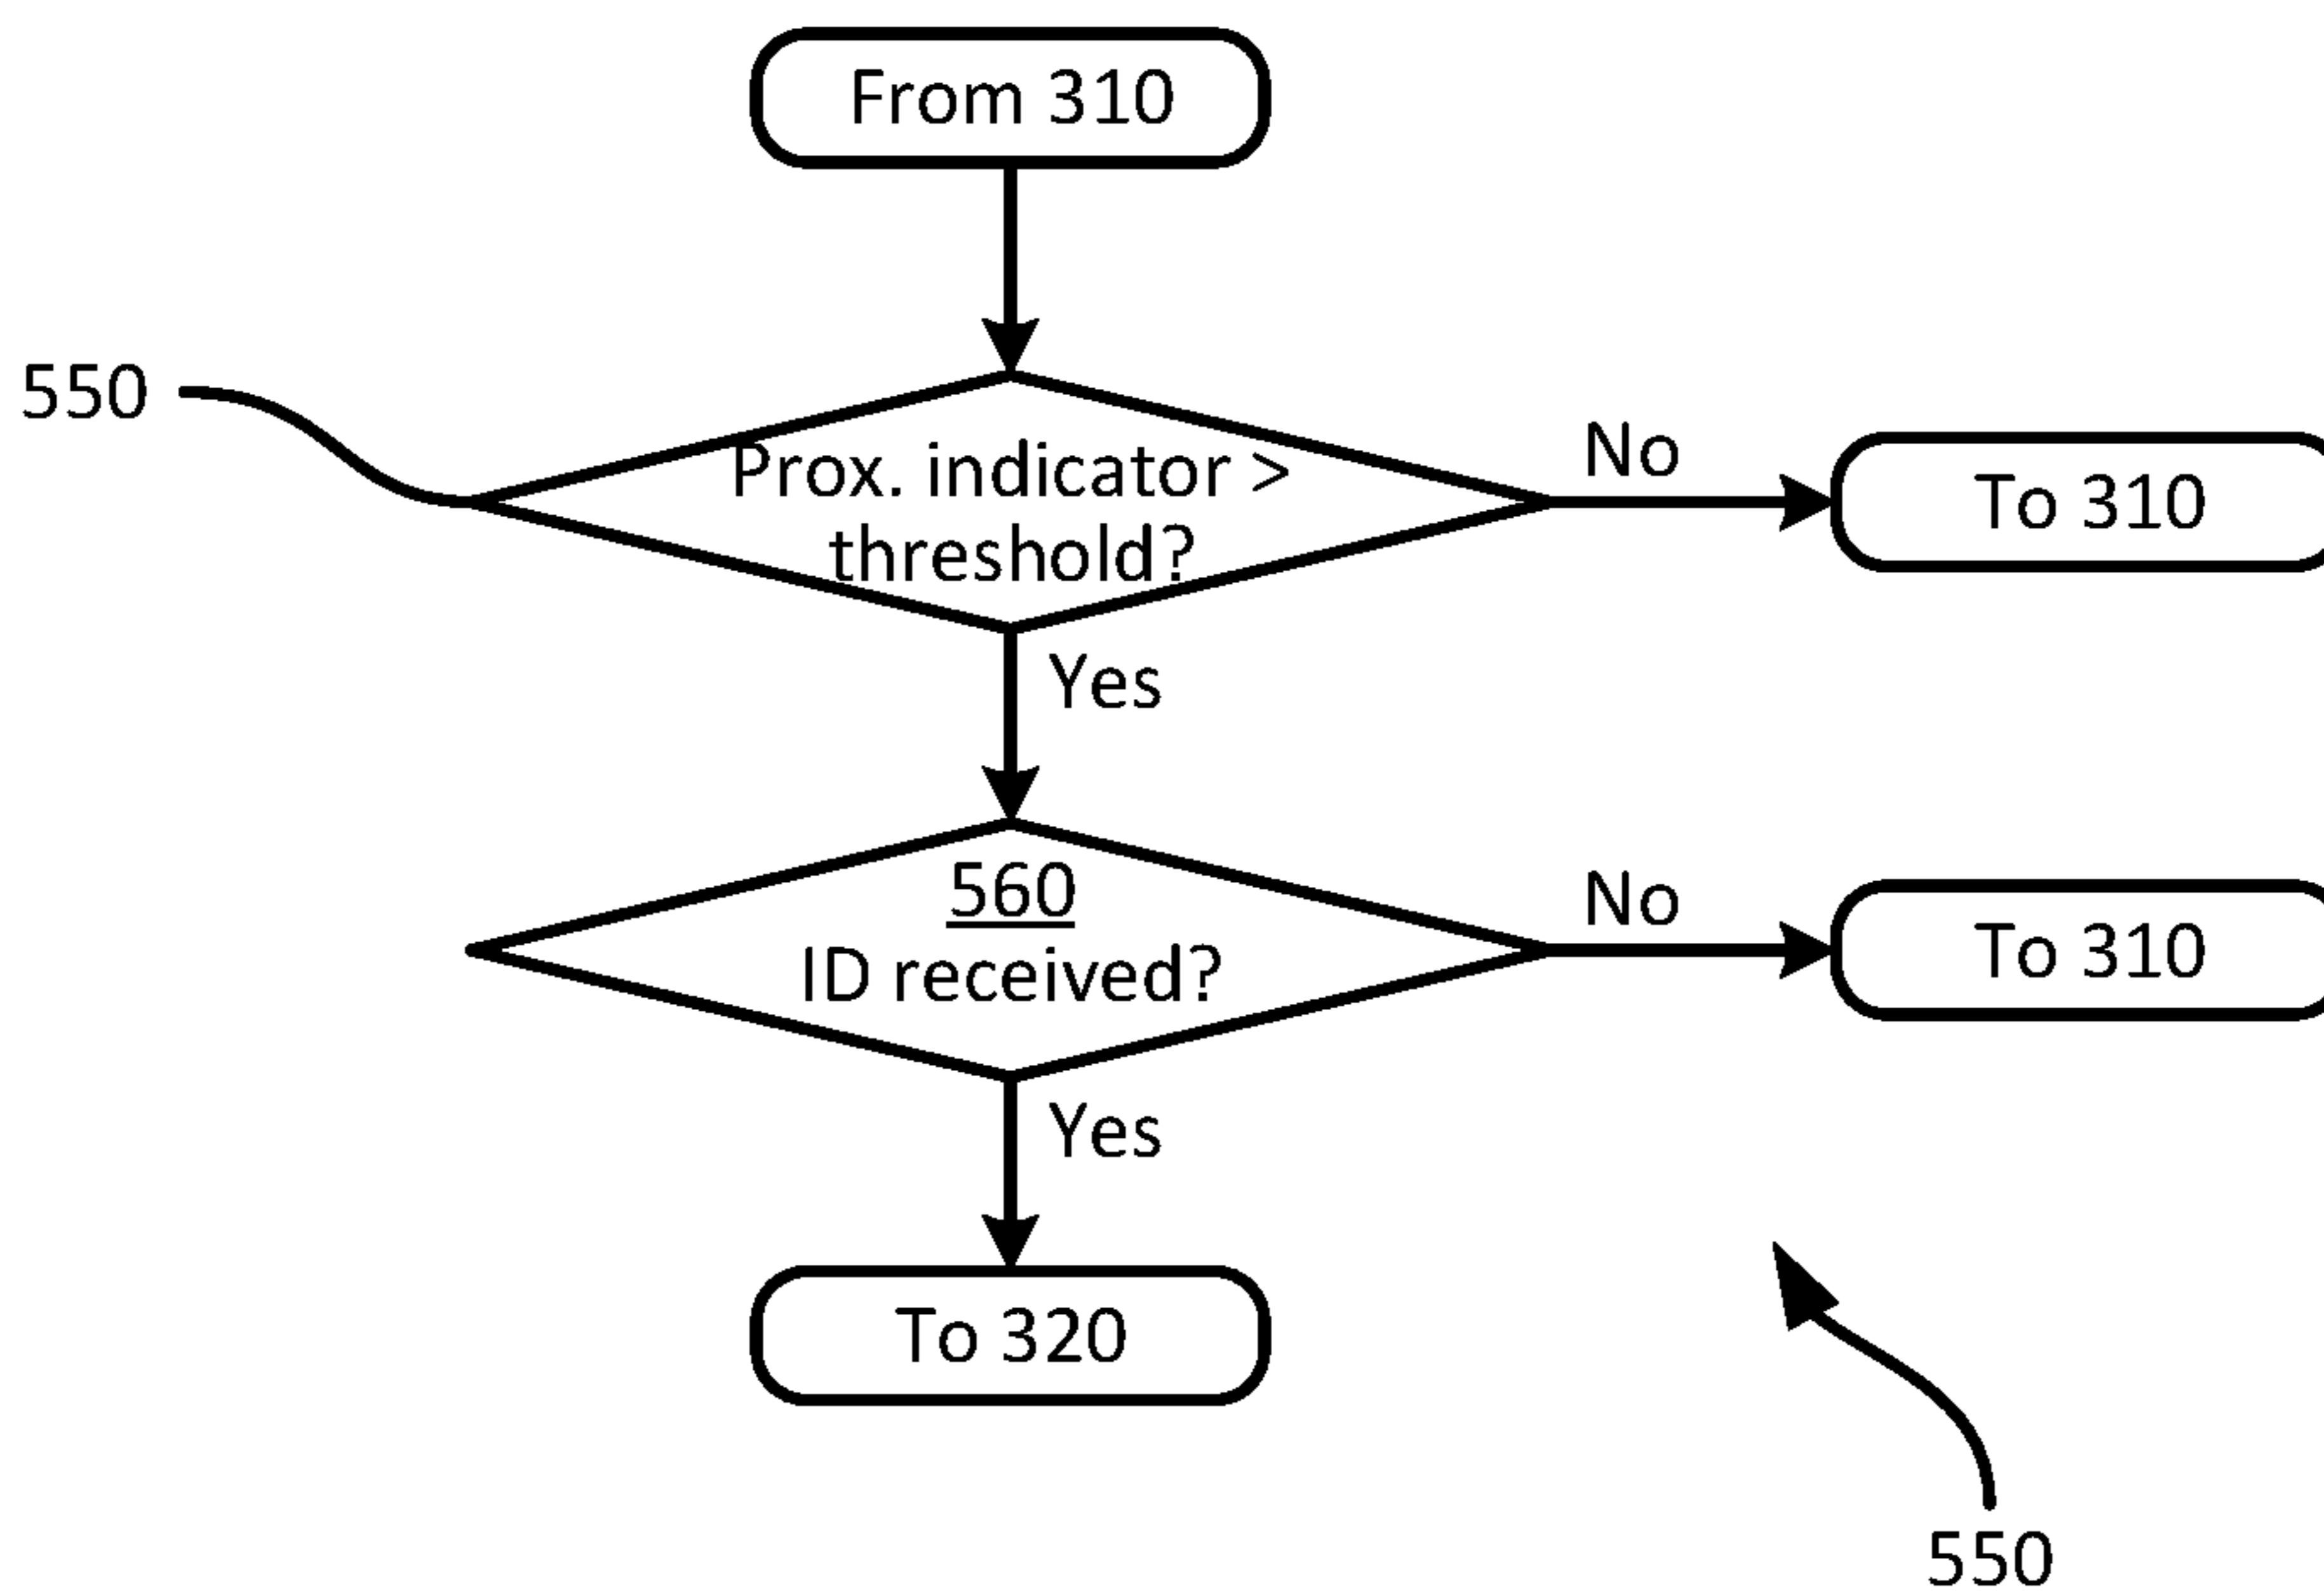 From 310
550
Prox. indicator >
threshold?
No
To 310
Yes
560
ID received?
No
To 310
Yes
To 320
550